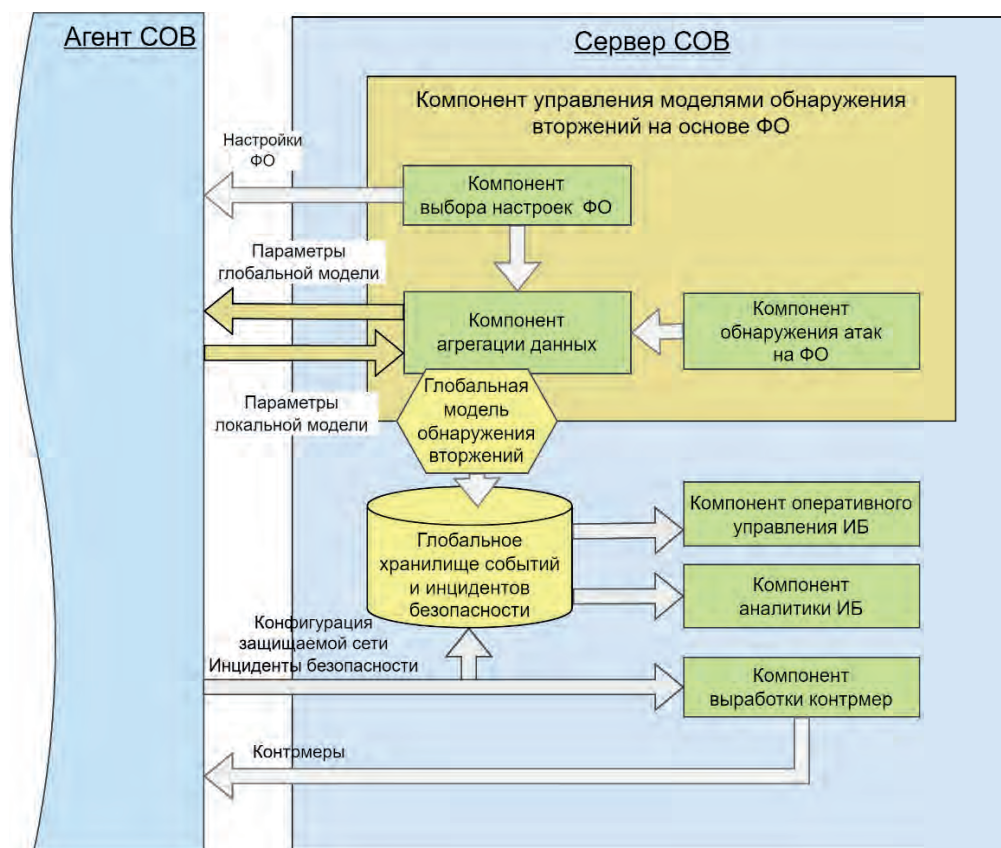 Агент СОВ
Сервер СОВ
Компонент управления моделями обнаружения
вторжений на основе ФО
Настройки
ФО
Компонент
выбора настроек ФО
Параметры
глобальной модели
Компонент
агрегации данных
Компонент
обнаружения атак
на ФО
Параметры
локальной модели
Глобальная
модель
обнаружения
вторжений
Глобальное
хранилище событий
и инцидентов
безопасности
Компонент оперативного
управления ИБ
Компонент
аналитики ИБ
Конфигурация
защищаемой сети
Инциденты безопасности
Компонент
выработки контрмер
Контрмеры